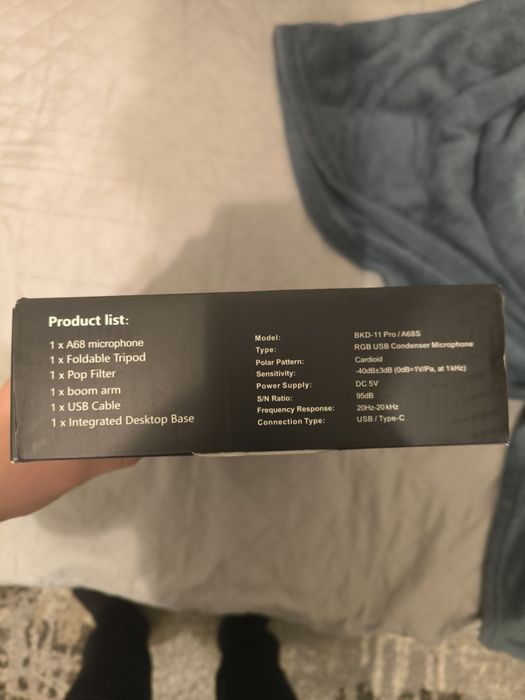 Product list:
1 x A68 microphone
1 x Foldable Tripod
1 x Pop Filter
1 x boom arm
1 x USB Cable
1 x Integrated Desktop Base
Model: BKD-11 Pro / A68S
Type: RGB USB Condenser Microphone
Polar Pattern: Cardioid
Sensitivity: -40dB±3dB (0dB=1V/Pa, at 1kHz)
Power Supply: DC 5V
S/N Ratio: 95dB
Frequency Response: 20Hz-20kHz
Connection Type: USB / Type-C